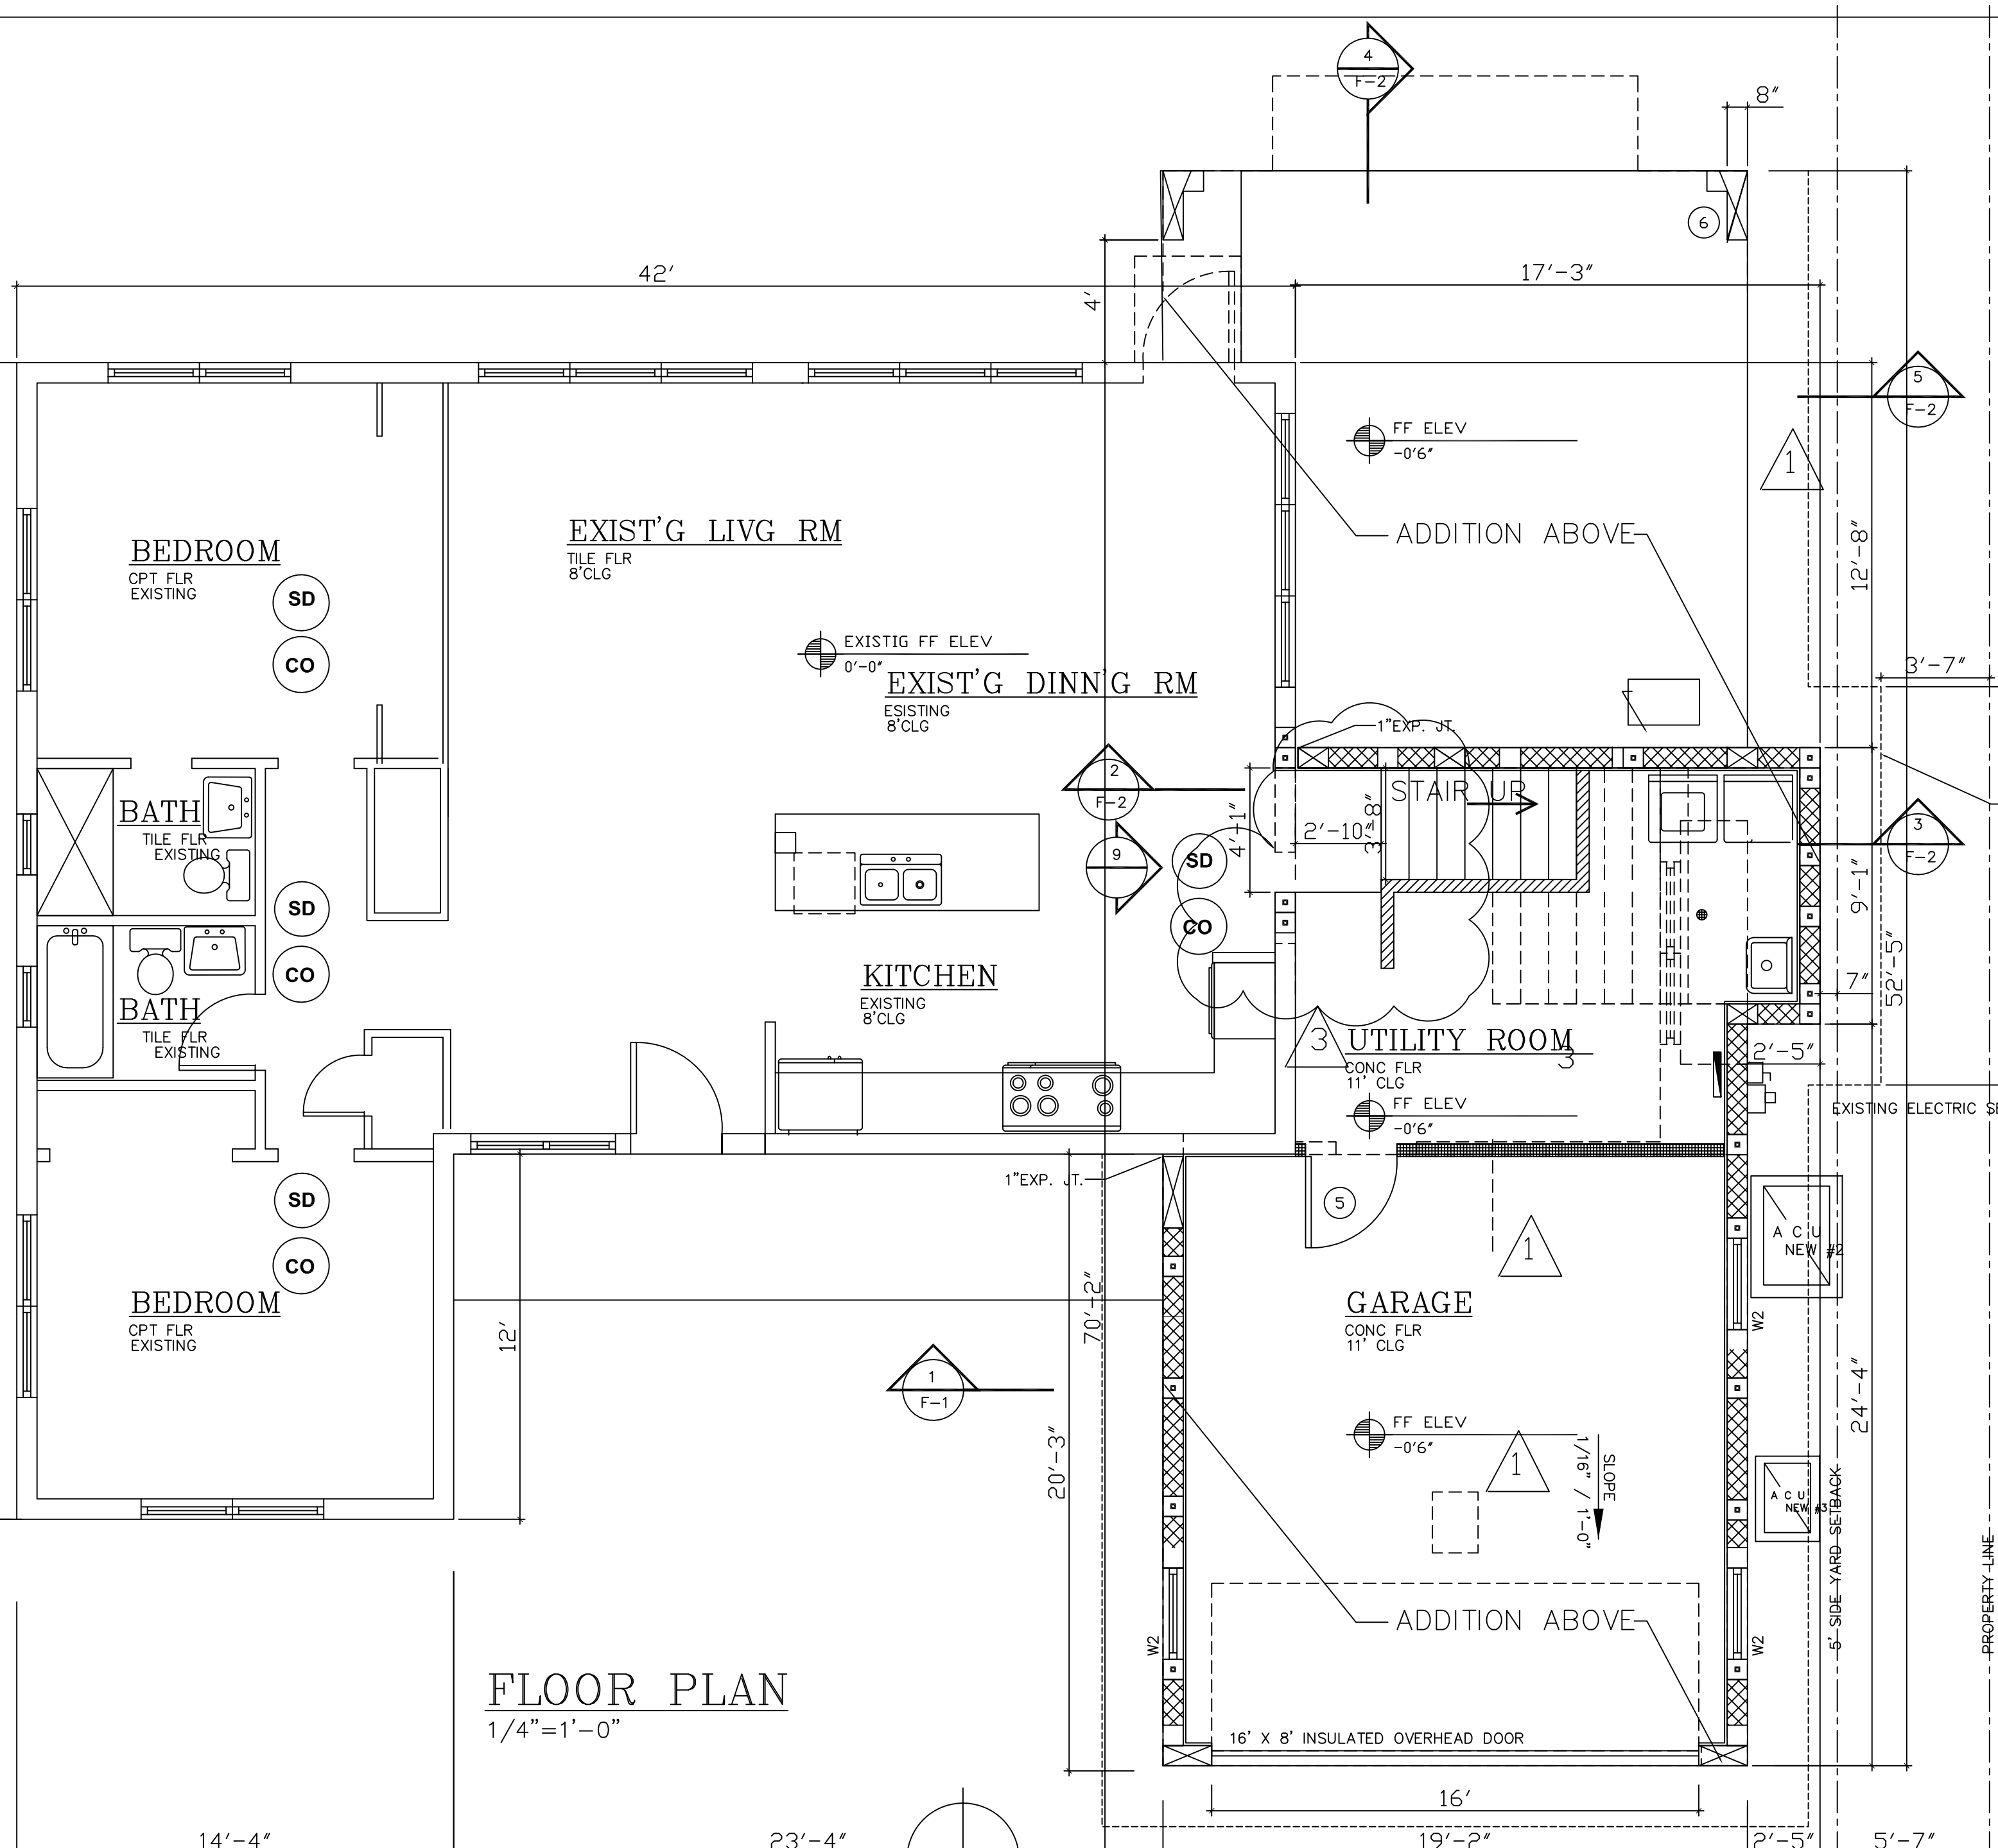 4
F-2
8"
6
42'
17'-3"
4'
5
F-2
FF ELEV
-0'6"
1
EXIST'G LIVG RM
TILE FLR
8'CLG
ADDITION ABOVE
BEDROOM
CPT FLR
EXISTING
SD
CO
12'-8"
EXISTIG FF ELEV
0'-0"
EXIST'G DINN'G RM
ESISTING
8'CLG
3'-7"
1"EXP. JT.
2
F-2
STAIR UP
BATH
TILE FLR
EXISTING
4'-1"
2'-10"
3'-8"
3
F-2
9
SD
CO
9'-1"
SD
CO
52'-5"
7"
KITCHEN
EXISTING
8'CLG
BATH
TILE FLR
EXISTING
3
UTILITY ROOM
3
CONC FLR
11' CLG
2'-5"
FF ELEV
-0'6"
EXISTING ELECTRIC SE
1"EXP. JT.
5
SD
CO
A C U
NEW #2
1
BEDROOM
CPT FLR
EXISTING
GARAGE
CONC FLR
11' CLG
70'-2"
12'
W2
1
F-1
24'-4"
FF ELEV
-0'6"
1
SLOPE
1/16" / 1'-0"
20'-3"
A C U
NEW #3
5' SIDE YARD SETBACK
PROPERTY LINE
ADDITION ABOVE
W2
W2
FLOOR PLAN
1/4"=1'-0"
16' X 8' INSULATED OVERHEAD DOOR
16'
14'-4"
23'-4"
19'-2"
2'-5"
5'-7"